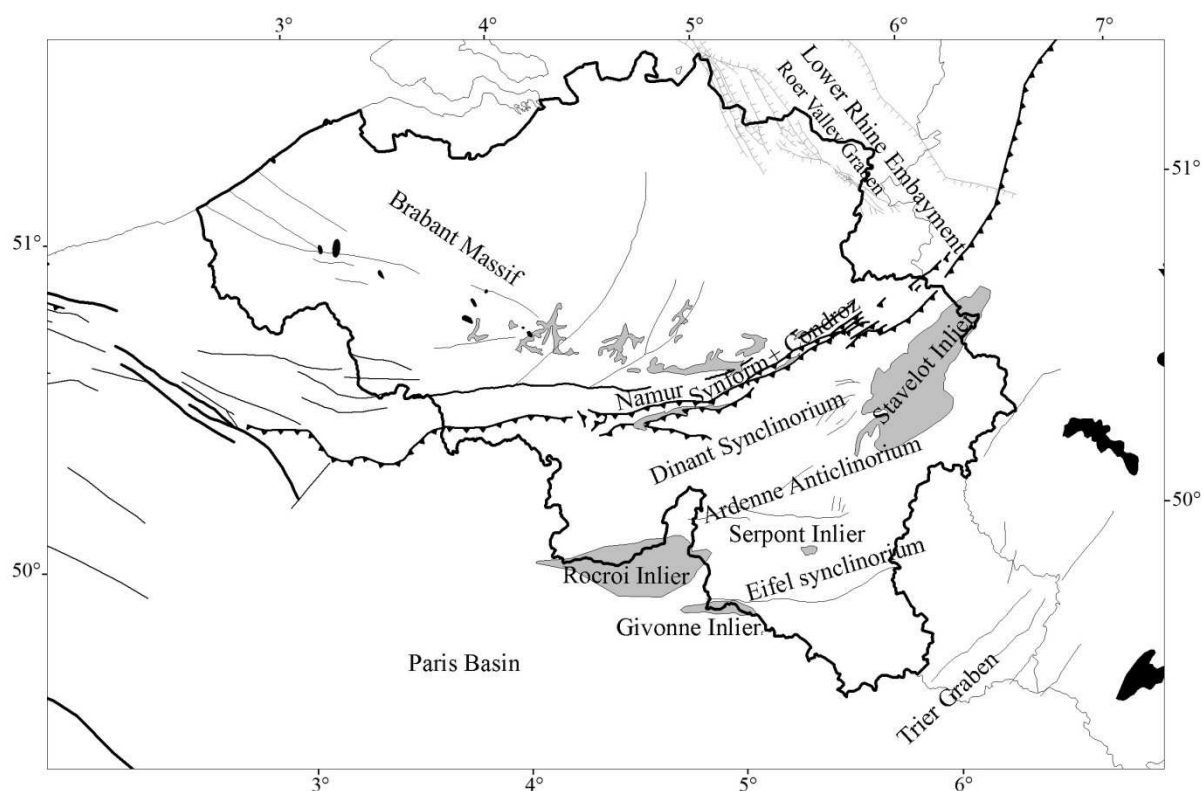 3°
4°
5°
6°
7°
Lower Rhine Embayment
Roer Valley Graben
51°
51°
Brabant Massif
Namur Synform+ Condroz
Stavelot Inlier
Dinant Synclinorium
Ardenne Anticlinorium
50°
Serpont Inlier
50°
Rocroi Inlier
Eifel synclinorium
Givonne Inlier
Paris Basin
Trier Graben
3°
4°
5°
6°